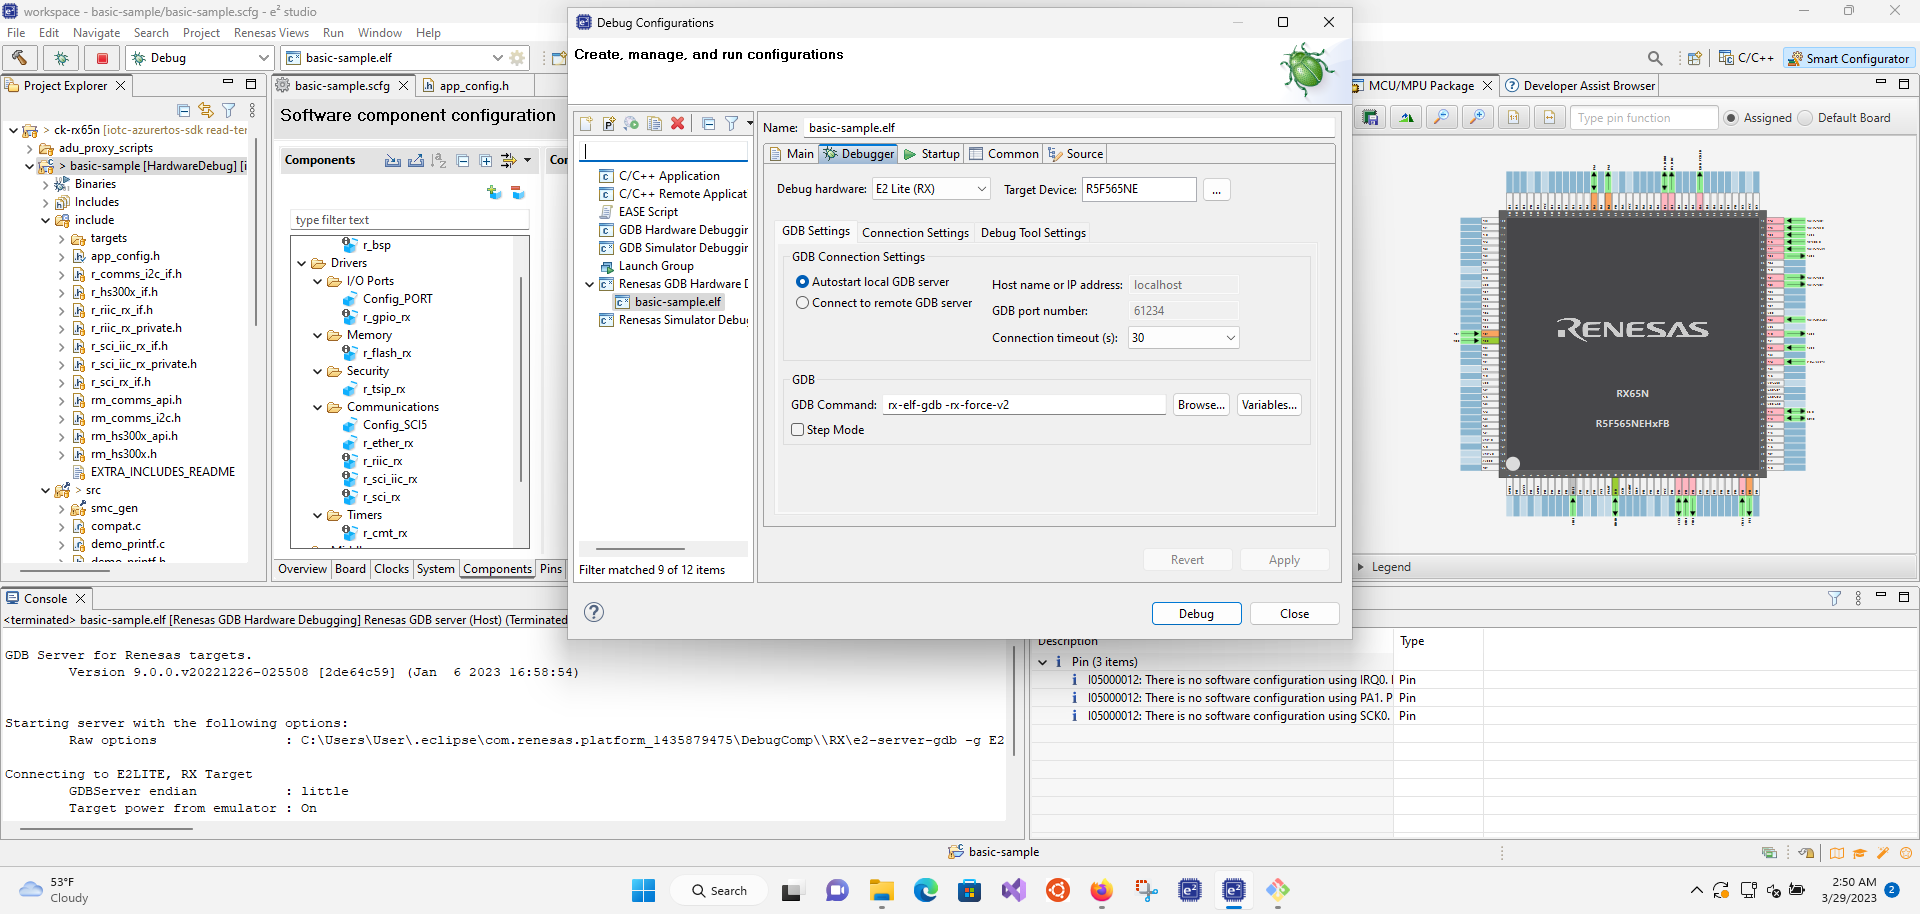 workspace - basic-sample/basic-sample.scfg - e² studio
File Edit Navigate Search Project Renesas Views Run Window Help
Debug
basic-sample.elf
C/C++
Smart Configurator
Project Explorer
> ck-rx65n [iotc-azurertos-sdk read-ter
adu_proxy_scripts
> basic-sample [HardwareDebug] [i
Binaries
Includes
include
targets
app_config.h
r_comms_i2c_if.h
r_hs300x_if.h
r_riic_rx_if.h
r_riic_rx_private.h
r_sci_iic_rx_if.h
r_sci_iic_rx_private.h
r_sci_rx_if.h
rm_comms_api.h
rm_comms_i2c.h
rm_hs300x_api.h
rm_hs300x.h
EXTRA_INCLUDES_README
> src
smc_gen
compat.c
demo_printf.c
demo_printf.h
basic-sample.scfg
app_config.h
Software component configuration
Components
Cor
type filter text
r_bsp
Drivers
I/O Ports
Config_PORT
r_gpio_rx
Memory
r_flash_rx
Security
r_tsip_rx
Communications
Config_SCI5
r_ether_rx
r_riic_rx
r_sci_iic_rx
r_sci_rx
Timers
r_cmt_rx
Overview Board Clocks System Components Pins
Debug Configurations
Create, manage, and run configurations
C/C++ Application
C/C++ Remote Applicat
EASE Script
GDB Hardware Debuggin
GDB Simulator Debuggin
Launch Group
Renesas GDB Hardware D
basic-sample.elf
Renesas Simulator Debug
Filter matched 9 of 12 items
Name: basic-sample.elf
Main Debugger Startup Common Source
Debug hardware: E2 Lite (RX) Target Device: R5F565NE ...
GDB Settings Connection Settings Debug Tool Settings
GDB Connection Settings
Autostart local GDB server
Connect to remote GDB server
Host name or IP address: localhost
GDB port number: 61234
Connection timeout (s): 30
GDB
GDB Command: rx-elf-gdb -rx-force-v2 Browse... Variables...
Step Mode
Revert Apply
Debug Close
MCU/MPU Package
Developer Assist Browser
Type pin function
Assigned
Default Board
RENESAS
RX65N
R5F565NEHxFB
Legend
Console
<terminated> basic-sample.elf [Renesas GDB Hardware Debugging] Renesas GDB server (Host) (Terminated
GDB Server for Renesas targets.
Version 9.0.0.v20221226-025508 [2de64c59] (Jan  6 2023 16:58:54)
Starting server with the following options:
Raw options : C:\Users\User\.eclipse\com.renesas.platform_1435879475\DebugComp\\RX\e2-server-gdb -g E2
Connecting to E2LITE, RX Target
GDBServer endian : little
Target power from emulator : On
Description Type
Pin (3 items)
I05000012: There is no software configuration using IRQ0. I Pin
I05000012: There is no software configuration using PA1. P Pin
I05000012: There is no software configuration using SCK0. Pin
basic-sample
53°F
Cloudy
Search
2:50 AM
3/29/2023
2